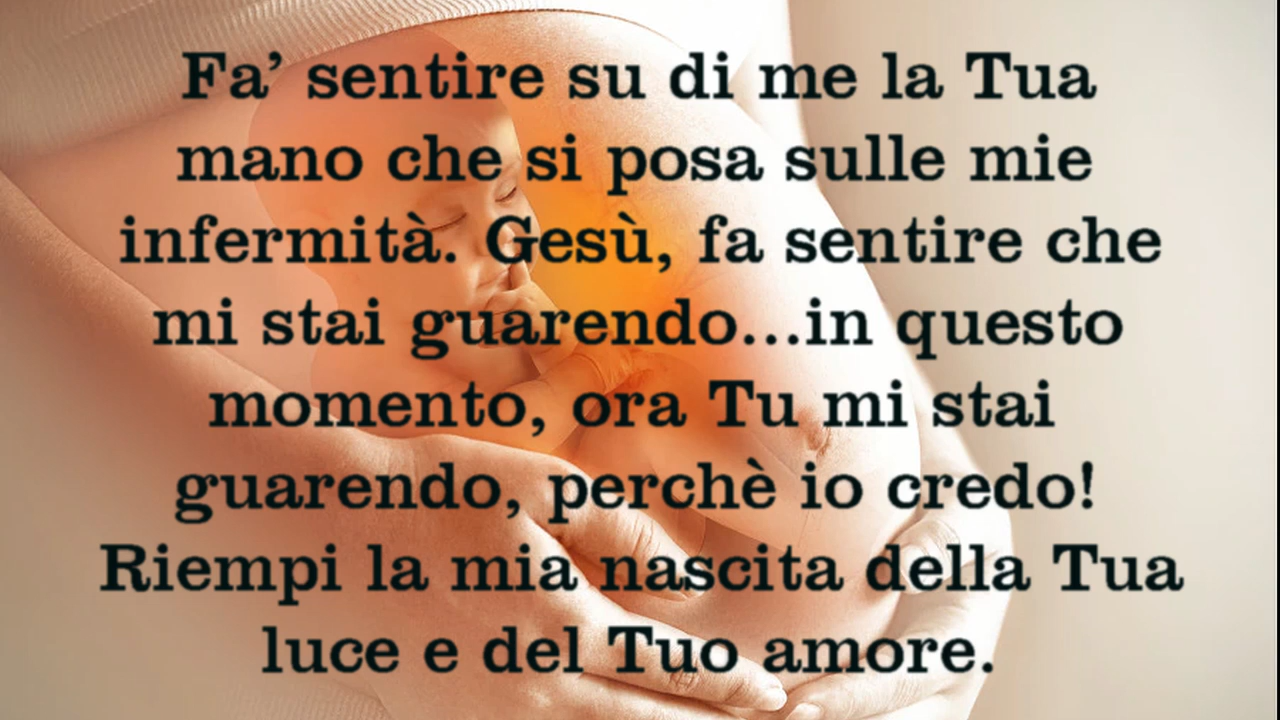 Fa’ sentire su di me la Tua
mano che si posa sulle mie
infermità. Gesù, fa sentire che
mi stai guarendo...in questo
momento, ora Tu mi stai
guarendo, perchè io credo!
Riempi la mia nascita della Tua
luce e del Tuo amore.